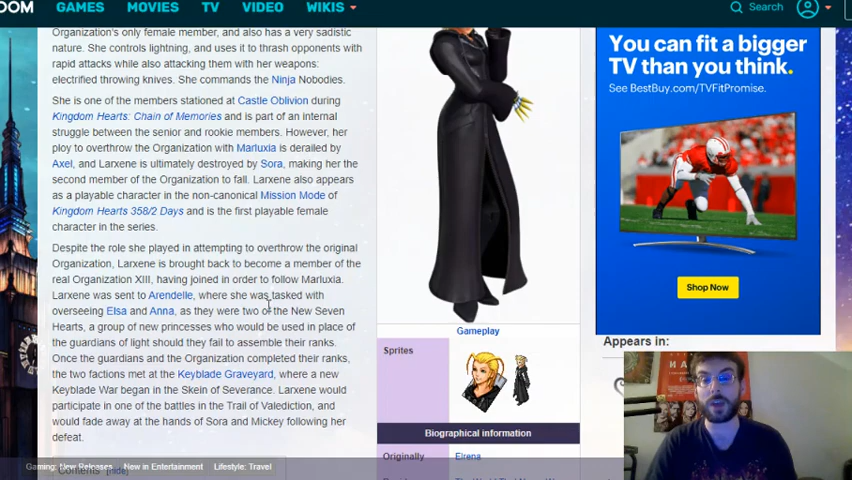 OOM GAMES MOVIES TV VIDEO WIKIS Search
Organization's only female member, and also has a very sadistic
nature. She controls lightning, and uses it to thrash opponents with
rapid attacks while also attacking them with her weapons:
electrified throwing knives. She commands the Ninja Nobodies.
She is one of the members stationed at Castle Oblivion during
Kingdom Hearts: Chain of Memories and is part of an internal
struggle between the senior and rookie members. However, her
ploy to overthrow the Organization with Marluxia is derailed by
Axel, and Larxene is ultimately destroyed by Sora, making her the
second member of the Organization to fall. Larxene also appears
as a playable character in the non-canonical Mission Mode of
Kingdom Hearts 358/2 Days and is the first playable female
character in the series.
Despite the role she played in attempting to overthrow the original
Organization, Larxene is brought back to become a member of the
real Organization XIII, having joined in order to follow Marluxia.
Larxene was sent to Arendelle, where she was tasked with
overseeing Elsa and Anna, as they were two of the New Seven
Hearts, a group of new princesses who would be used in place of
the guardians of light should they fail to assemble their ranks.
Once the guardians and the Organization completed their ranks,
the two factions met at the Keyblade Graveyard, where a new
Keyblade War began in the Skein of Severance. Larxene would
participate in one of the battles in the Trail of Valediction, and
would fade away at the hands of Sora and Mickey following her
defeat.
Contents [hide]
Gaming: New Releases New in Entertainment Lifestyle: Travel
Gameplay
Sprites
Biographical information
Originally Elrena
You can fit a bigger
TV than you think.
See BestBuy.com/TVFitPromise.
Shop Now
Appears in: